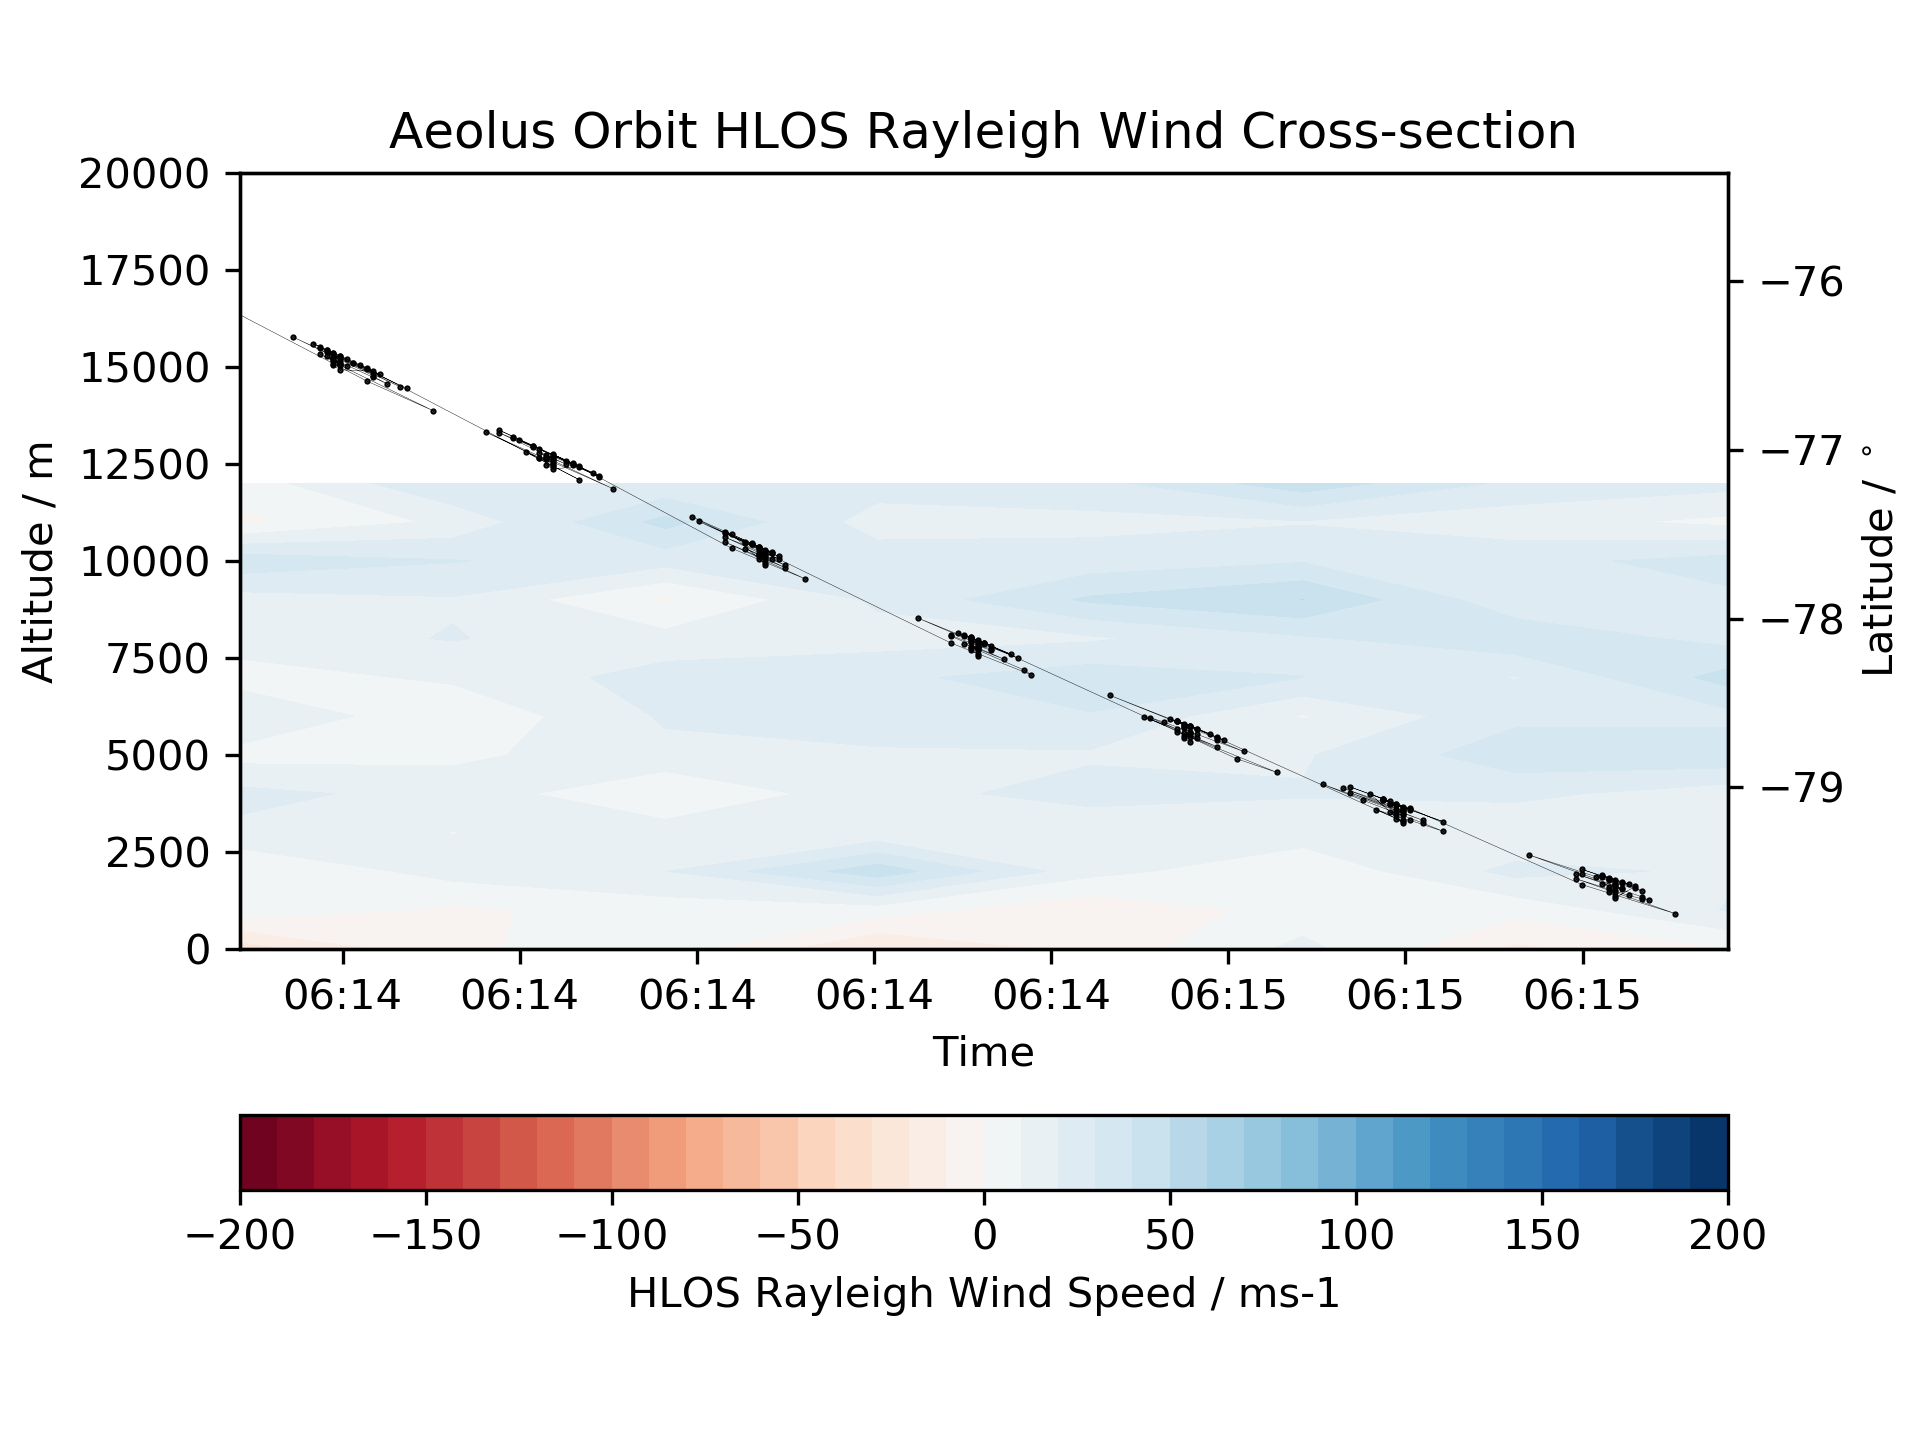 Aeolus Orbit HLOS Rayleigh Wind Cross-section
20000
17500
15000
12500
10000
7500
5000
2500
0
Altitude / m
−76
−77
−78
−79
Latitude / °
06:14 06:14 06:14 06:14 06:14 06:15 06:15 06:15
Time
−200 −150 −100 −50 0 50 100 150 200
HLOS Rayleigh Wind Speed / ms-1